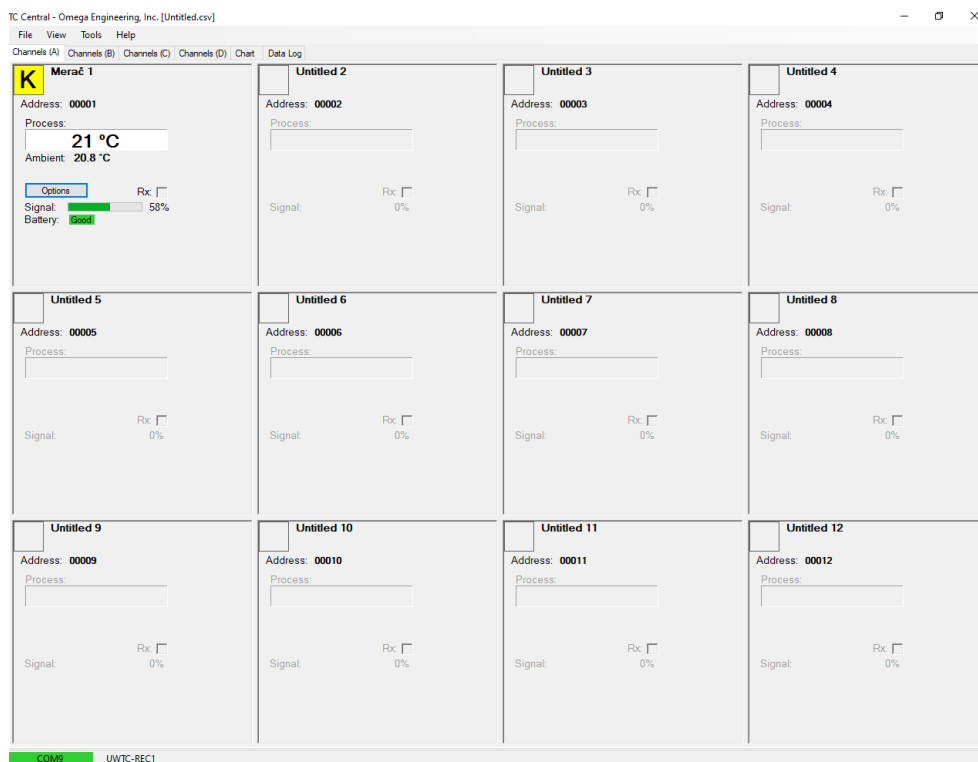 TC Central - Omega Engineering, Inc. [Untitled.csv]
File View Tools Help
Channels (A) Channels (B) Channels (C) Channels (D) Chart Data Log
K Merač 1
Address: 00001
Process:
21 °C
Ambient: 20.8 °C
Options Rx:
Signal: 58%
Battery: Good
Untitled 2
Address: 00002
Process:
Rx:
Signal: 0%
Untitled 3
Address: 00003
Process:
Rx:
Signal: 0%
Untitled 4
Address: 00004
Process:
Rx:
Signal: 0%
Untitled 5
Address: 00005
Process:
Rx:
Signal: 0%
Untitled 6
Address: 00006
Process:
Rx:
Signal: 0%
Untitled 7
Address: 00007
Process:
Rx:
Signal: 0%
Untitled 8
Address: 00008
Process:
Rx:
Signal: 0%
Untitled 9
Address: 00009
Process:
Rx:
Signal: 0%
Untitled 10
Address: 00010
Process:
Rx:
Signal: 0%
Untitled 11
Address: 00011
Process:
Rx:
Signal: 0%
Untitled 12
Address: 00012
Process:
Rx:
Signal: 0%
COM9 UWTC-REC1